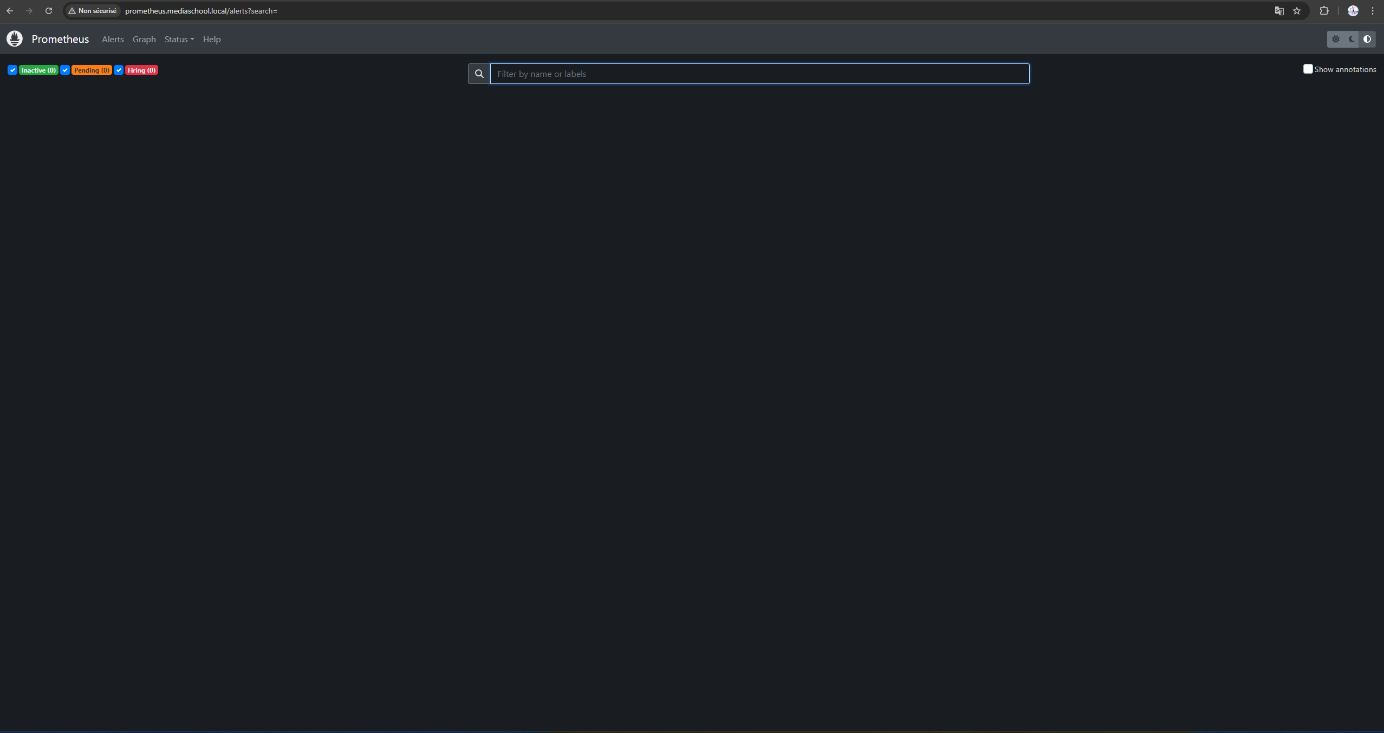 Non sécurisé prometheus.mediaschool.local/alerts?search=
Prometheus Alerts Graph Status Help
Inactive (0) Pending (0) Firing (0) Filter by name or labels Show annotations